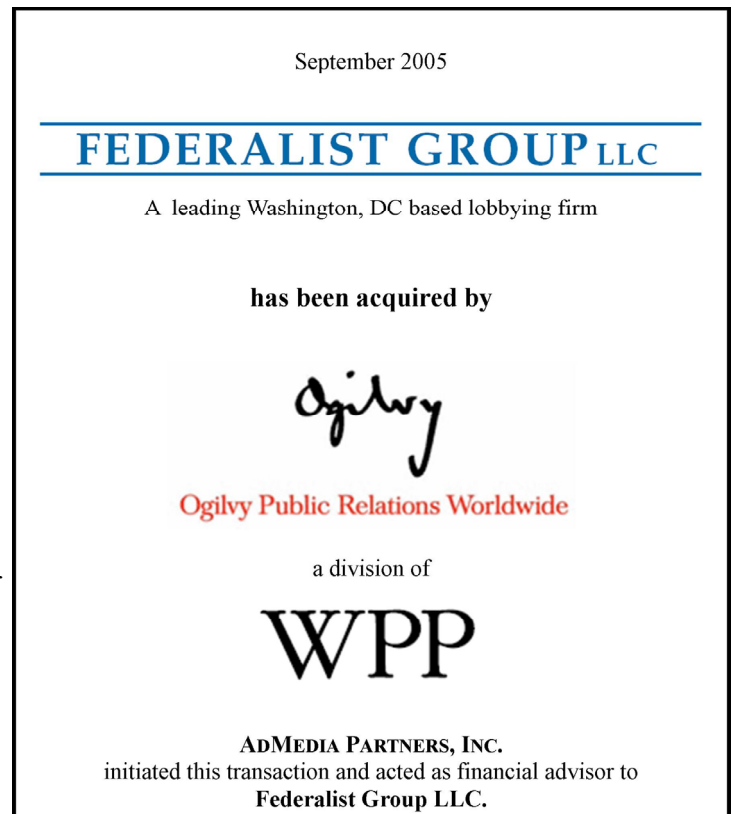 September 2005
FEDERALIST GROUP LLC
A leading Washington, DC based lobbying firm
has been acquired by
Ogilvy
Ogilvy Public Relations Worldwide
a division of
WPP
ADMEDIA PARTNERS, INC.
initiated this transaction and acted as financial advisor to
Federalist Group LLC.